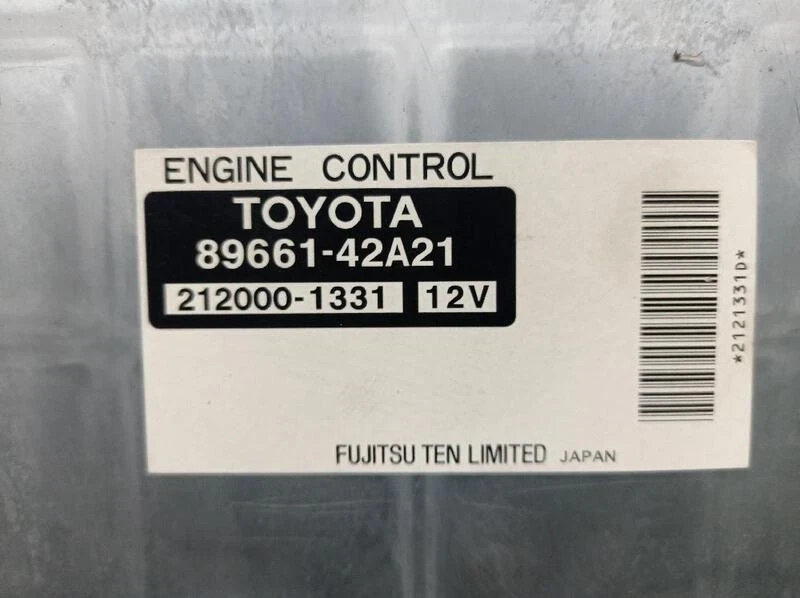 ENGINE CONTROL
TOYOTA
89661-42A21
212000-1331 12V
*2121331D*
FUJITSU TEN LIMITED JAPAN